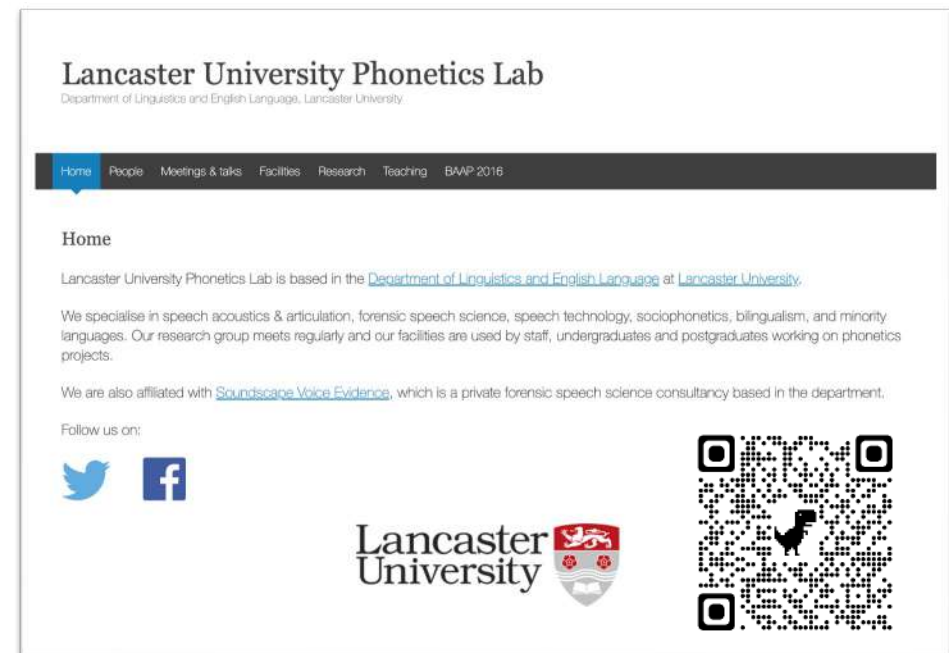 Lancaster University Phonetics Lab
Department of Linguistics and English Language, Lancaster University
Home People Meetings & talks Facilities Research Teaching BAAP 2016
Home
Lancaster University Phonetics Lab is based in the Department of Linguistics and English Language at Lancaster University.
We specialise in speech acoustics & articulation, forensic speech science, speech technology, sociophonetics, bilingualism, and minority
languages. Our research group meets regularly and our facilities are used by staff, undergraduates and postgraduates working on phonetics
projects.
We are also affiliated with Soundscape Voice Evidence, which is a private forensic speech science consultancy based in the department.
Follow us on:
Lancaster
University